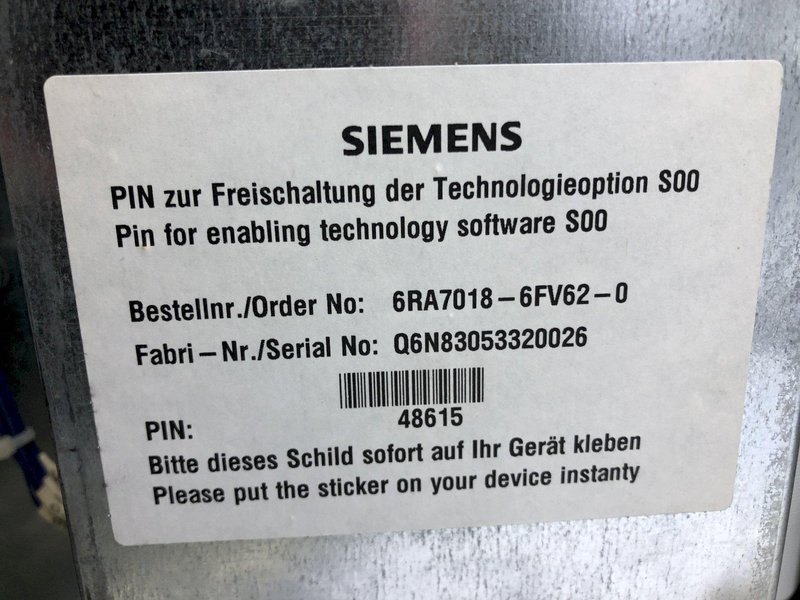 SIEMENS
PIN zur Freischaltung der Technologieoption S00
Pin for enabling technology software S00
Bestellnr./Order No: 6RA7018-6FV62-0
Fabri-Nr./Serial No: Q6N83053320026
PIN: 48615
Bitte dieses Schild sofort auf Ihr Gerät kleben
Please put the sticker on your device instanty